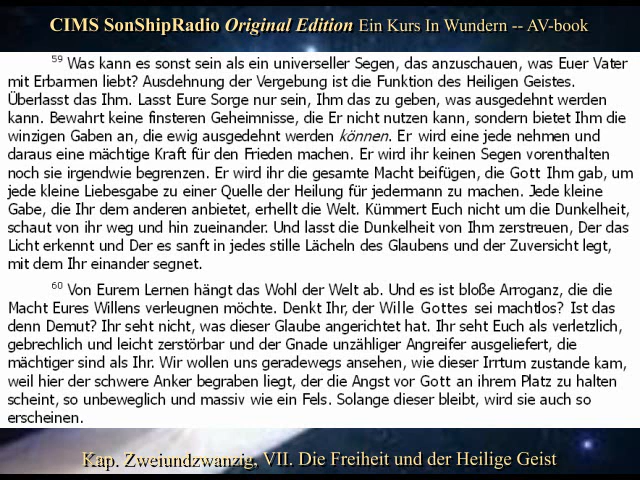 CIMS SonShipRadio Original Edition Ein Kurs In Wundern -- AV-book
59 Was kann es sonst sein als ein universeller Segen, das anzuschauen, was Euer Vater
mit Erbarmen liebt? Ausdehnung der Vergebung ist die Funktion des Heiligen Geistes.
Überlasst das Ihm. Lasst Eure Sorge nur sein, Ihm das zu geben, was ausgedehnt werden
kann. Bewahrt keine finsteren Geheimnisse, die Er nicht nutzen kann, sondern bietet Ihm die
winzigen Gaben an, die ewig ausgedehnt werden können. Er wird eine jede nehmen und
daraus eine mächtige Kraft für den Frieden machen. Er wird ihr keinen Segen vorenthalten
noch sie irgendwie begrenzen. Er wird ihr die gesamte Macht beifügen, die Gott Ihm gab, um
jede kleine Liebesgabe zu einer Quelle der Heilung für jedermann zu machen. Jede kleine
Gabe, die Ihr dem anderen anbietet, erhellt die Welt. Kümmert Euch nicht um die Dunkelheit,
schaut von ihr weg und hin zueinander. Und lasst die Dunkelheit von Ihm zerstreuen, Der das
Licht erkennt und Der es sanft in jedes stille Lächeln des Glaubens und der Zuversicht legt,
mit dem Ihr einander segnet.
60 Von Eurem Lernen hängt das Wohl der Welt ab. Und es ist bloße Arroganz, die die
Macht Eures Willens verleugnen möchte. Denkt Ihr, der Wille Gottes sei machtlos? Ist das
denn Demut? Ihr seht nicht, was dieser Glaube angerichtet hat. Ihr seht Euch als verletzlich,
gebrechlich und leicht zerstörbar und der Gnade unzähliger Angreifer ausgeliefert, die
mächtiger sind als Ihr. Wir wollen uns geradewegs ansehen, wie dieser Irrtum zustande kam,
weil hier der schwere Anker begraben liegt, der die Angst vor Gott an ihrem Platz zu halten
scheint, so unbeweglich und massiv wie ein Fels. Solange dieser bleibt, wird sie auch so
erscheinen.
Kap. Zweiundzwanzig, VII. Die Freiheit und der Heilige Geist